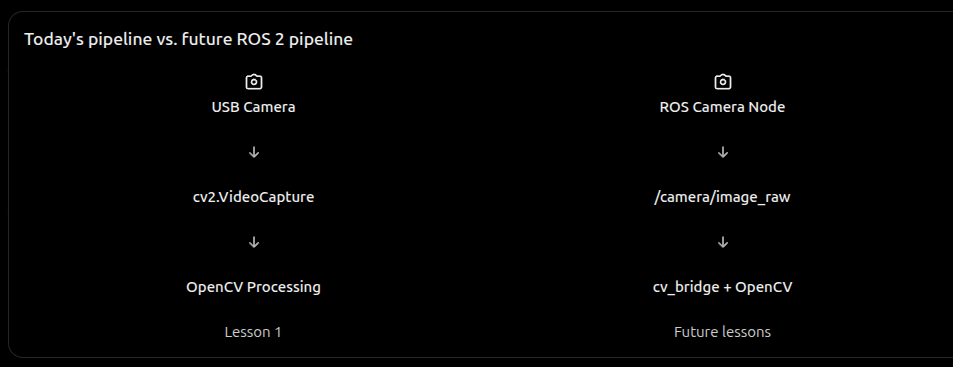 Today's pipeline vs. future ROS 2 pipeline
USB Camera
cv2.VideoCapture
OpenCV Processing
Lesson 1
ROS Camera Node
/camera/image_raw
cv_bridge + OpenCV
Future lessons